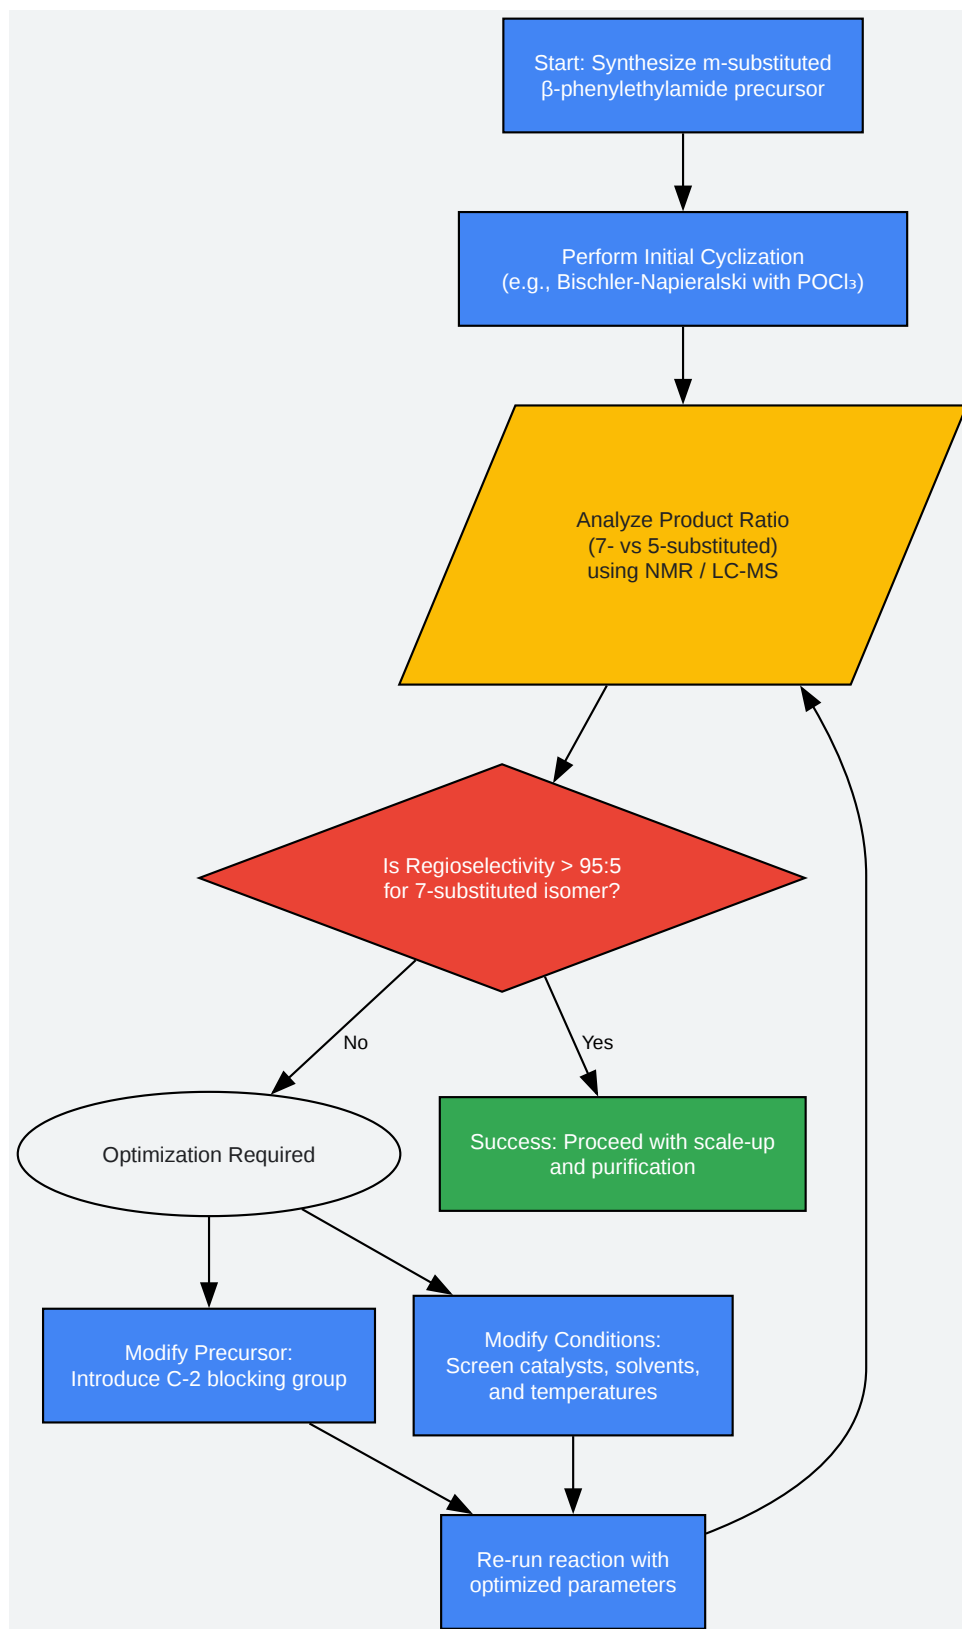 Start: Synthesize m-substituted
β-phenylethylamide precursor
Perform Initial Cyclization
(e.g., Bischler-Napieralski with POCl₃)
Analyze Product Ratio
(7- vs 5-substituted)
using NMR / LC-MS
Is Regioselectivity > 95:5
for 7-substituted isomer?
No
Yes
Optimization Required
Success: Proceed with scale-up
and purification
Modify Precursor:
Introduce C-2 blocking group
Modify Conditions:
Screen catalysts, solvents,
and temperatures
Re-run reaction with
optimized parameters